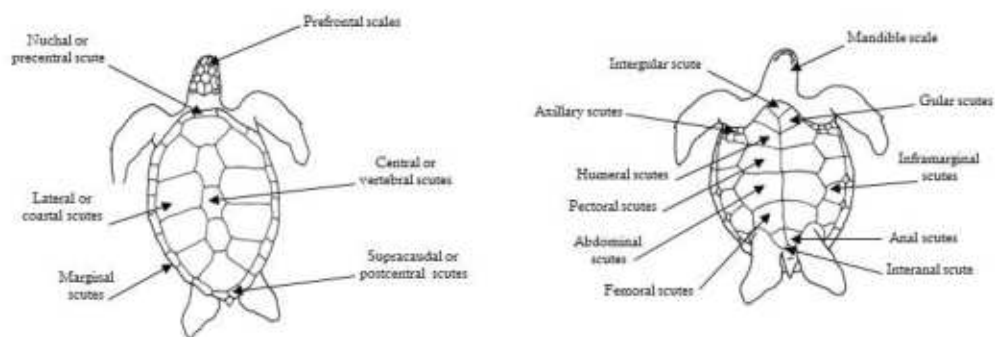 Prefrontal scales
Nuchal or
precentral scute
Central or
vertebral scutes
Lateral or
coastal scutes
Supracaudal or
postcentral scutes
Marginal
scutes
Mandible scale
Intergular scute
Gular scutes
Axillary scutes
Inframarginal
scutes
Humeral scutes
Pectoral scutes
Abdominal
scutes
Anal scutes
Interanal scute
Femoral scutes